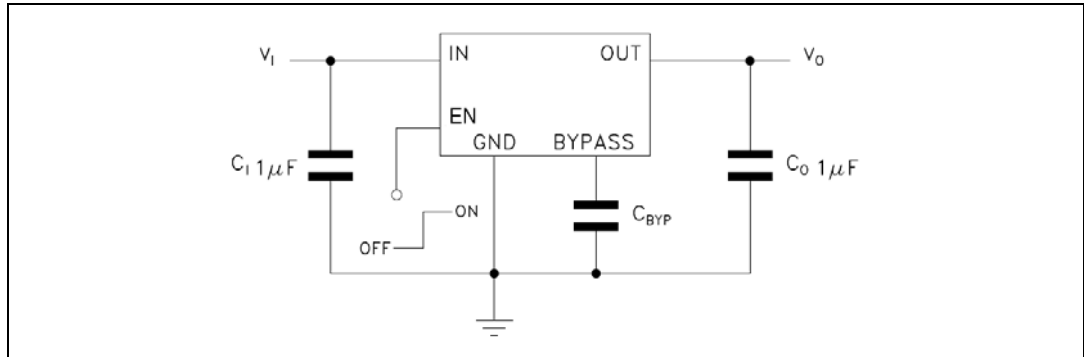 V_I IN OUT V_O
EN
GND BYPASS
C_I 1μF C_O 1μF
C_BYP
ON
OFF